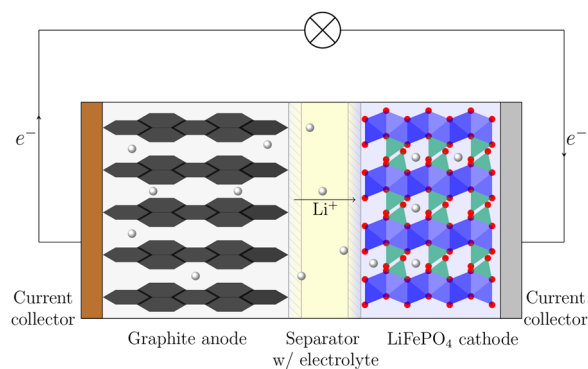 e⁻
e⁻
Li⁺
Current
collector
Graphite anode
Separator
w/ electrolyte
LiFePO₄ cathode
Current
collector